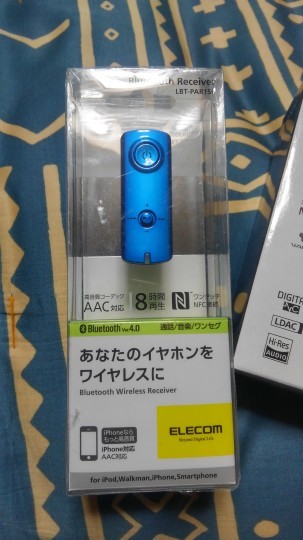 Bluetooth Receiver
LBT-PAR15
高音質コーデック
AAC対応
8時間
再生
ワンタッチ
NFC接続
Bluetooth Ver.4.0
通話/音楽/ワンセグ
あなたのイヤホンを
ワイヤレスに
Bluetooth Wireless Receiver
iPhoneなら
もっと高音質
iPhone対応
AAC対応
ELECOM
for iPod,Walkman,iPhone,Smartphone
DIGITAL
LDAC
Hi-Res
AUDIO